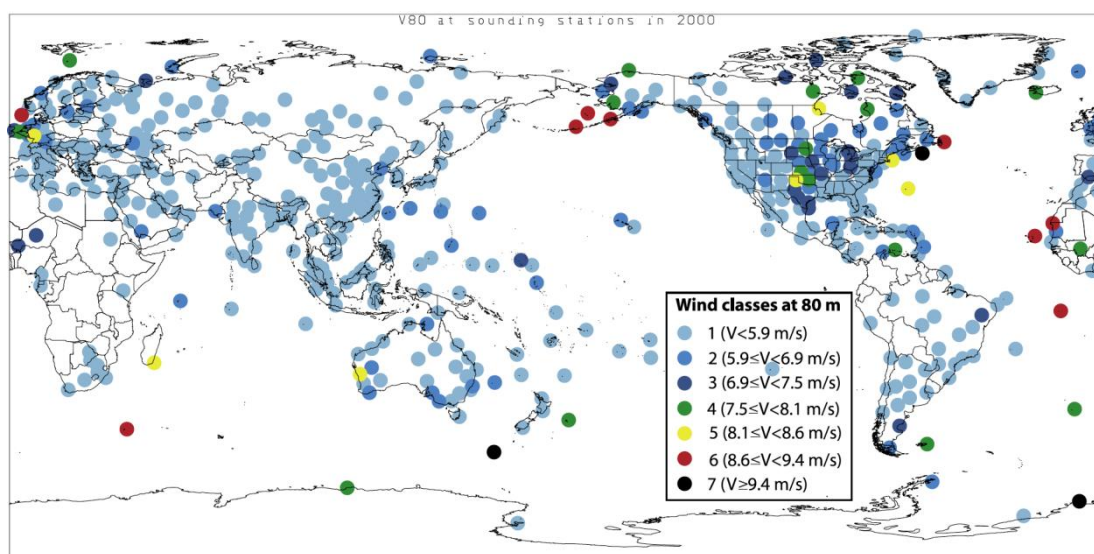 V80 at sounding stations in 2000
Wind classes at 80 m
1 (V<5.9 m/s)
2 (5.9≤V<6.9 m/s)
3 (6.9≤V<7.5 m/s)
4 (7.5≤V<8.1 m/s)
5 (8.1≤V<8.6 m/s)
6 (8.6≤V<9.4 m/s)
7 (V≥9.4 m/s)